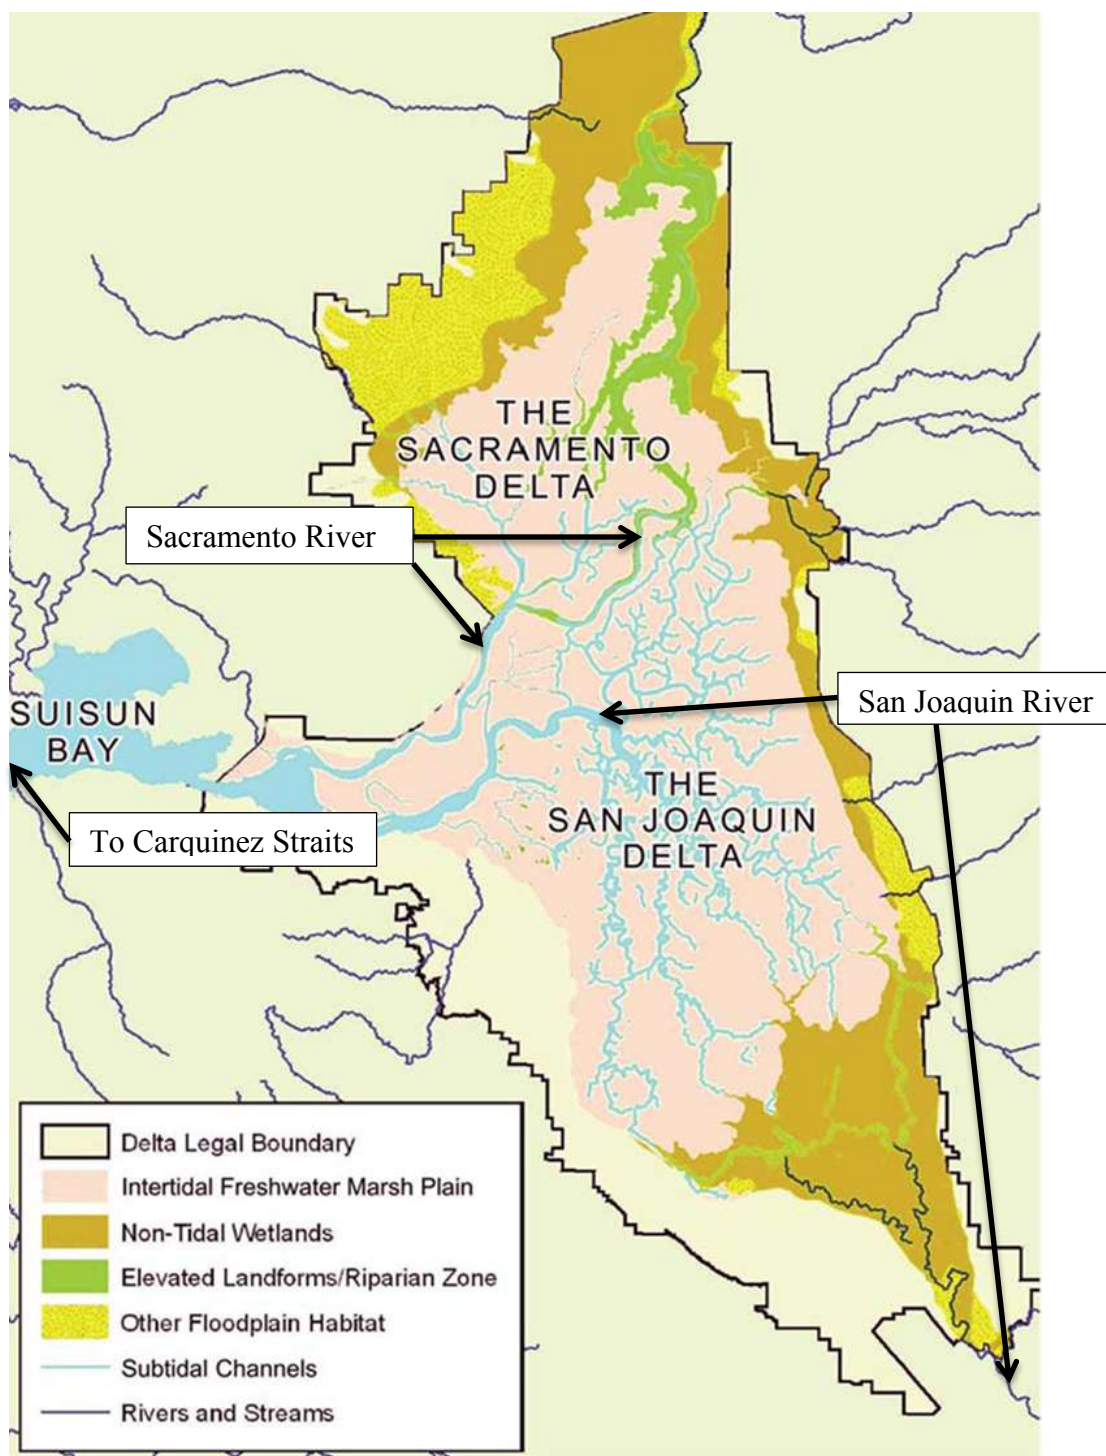 THE
SACRAMENTO
DELTA
Sacramento River
San Joaquin River
SUISUN
BAY
THE
SAN JOAQUIN
DELTA
To Carquinez Straits
Delta Legal Boundary
Intertidal Freshwater Marsh Plain
Non-Tidal Wetlands
Elevated Landforms/Riparian Zone
Other Floodplain Habitat
Subtidal Channels
Rivers and Streams